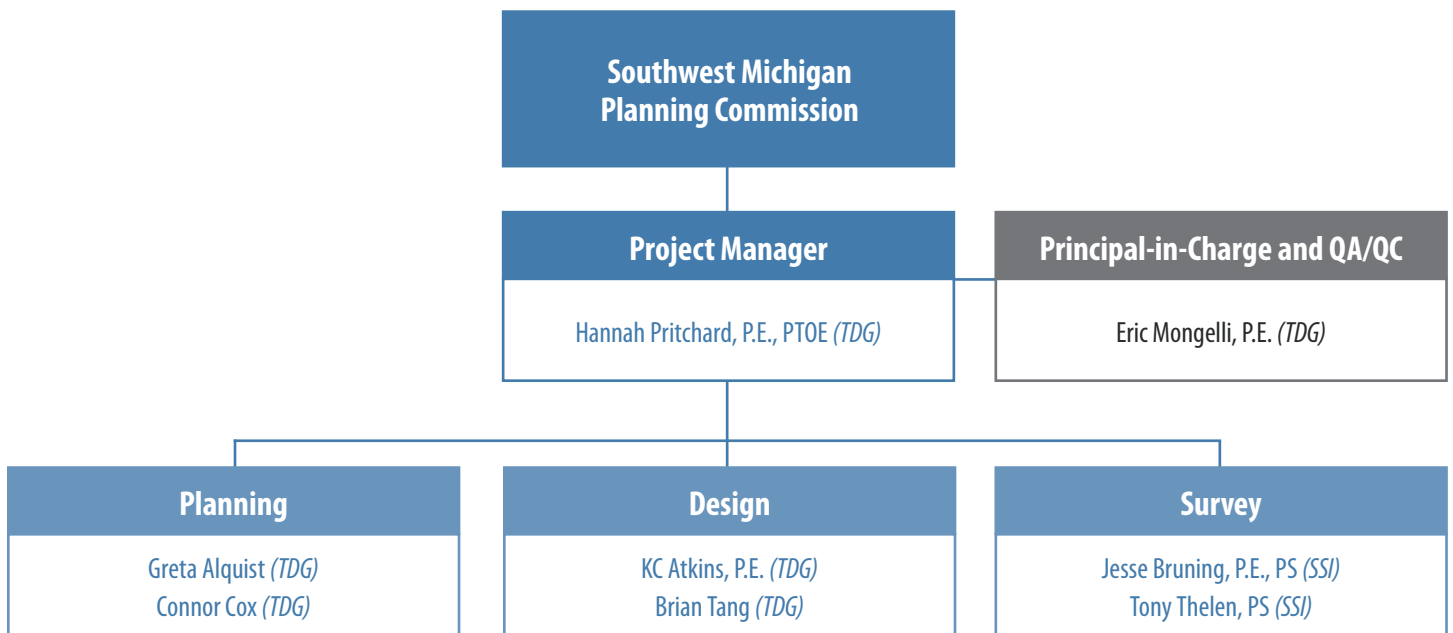 Southwest Michigan
Planning Commission
Project Manager
Hannah Pritchard, P.E., PTOE (TDG)
Principal-in-Charge and QA/QC
Eric Mongelli, P.E. (TDG)
Planning
Greta Alquist (TDG)
Connor Cox (TDG)
Design
KC Atkins, P.E. (TDG)
Brian Tang (TDG)
Survey
Jesse Bruning, P.E., PS (SSI)
Tony Thelen, PS (SSI)